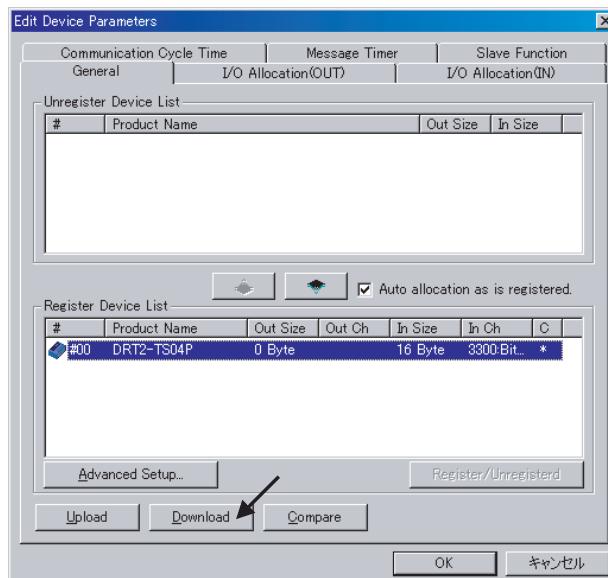 Edit Device Parameters
Communication Cycle Time Message Timer Slave Function
General I/O Allocation(OUT) I/O Allocation(IN)
Unregister Device List
# Product Name Out Size In Size
Auto allocation as is registered.
Register Device List
# Product Name Out Size Out Ch In Size In Ch C
#00 DRT2-TS04P 0 Byte 16 Byte 3300:Bit... *
Advanced Setup... Register/Unregisterd
Upload Download Compare
OK キャンセル